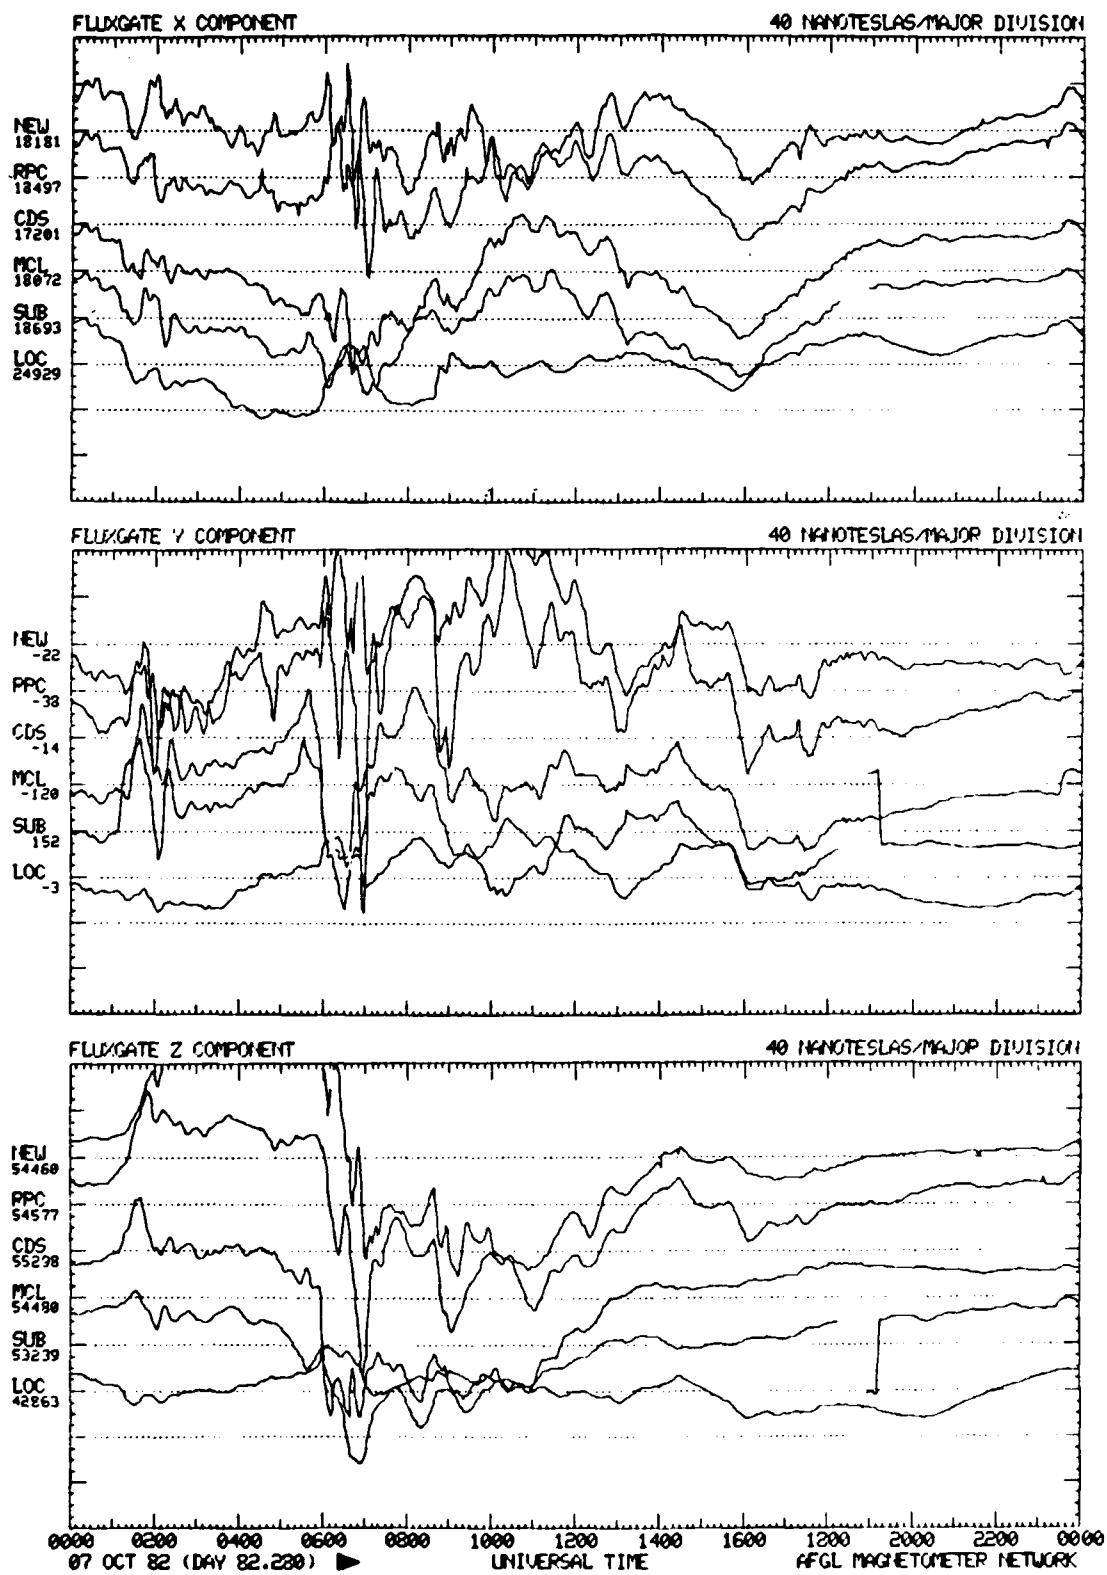 FLUXGATE X COMPONENT
40 NANOTESLAS/MAJOR DIVISION
NEW
18181
RPC
18497
CDS
17201
MCL
18072
SUB
18693
LOC
24929
FLUXGATE Y COMPONENT
40 NANOTESLAS/MAJOR DIVISION
NEW
-22
RPC
-33
CDS
-14
MCL
-120
SUB
152
LOC
-3
FLUXGATE Z COMPONENT
40 NANOTESLAS/MAJOR DIVISION
NEW
54460
RPC
54577
CDS
55298
MCL
54480
SUB
53239
LOC
42863
0000 0200 0400 0600 0800 1000 1200 1400 1600 1800 2000 2200 0000
07 OCT 82 (DAY 82.280) UNIVERSAL TIME AFGL MAGNETOMETER NETWORK